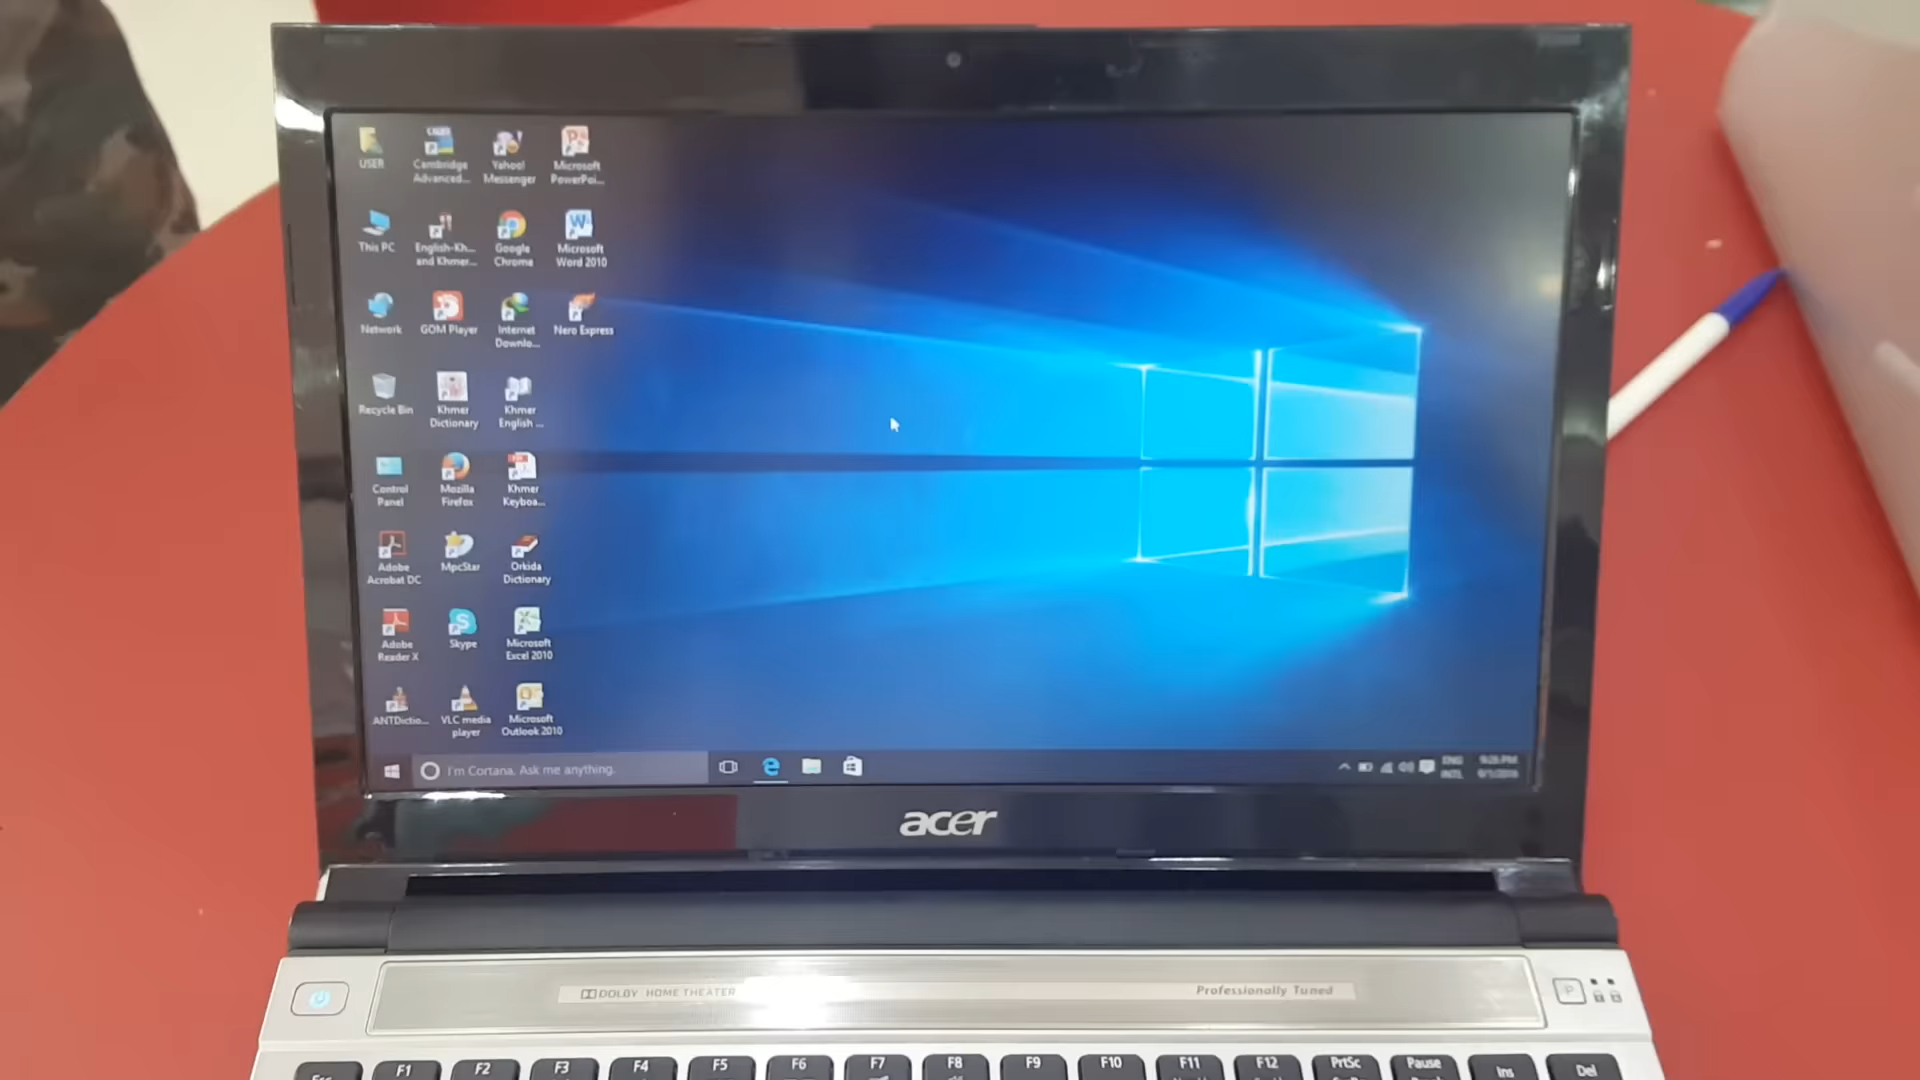 USER
Cambridge
Advanced...
Yahoo!
Messenger
Microsoft
PowerPoi...
This PC
English-Kh...
and Khmer...
Google
Chrome
Microsoft
Word 2010
Network
GOM Player
Internet
Downlo...
Nero Express
Recycle Bin
Khmer
Dictionary
Khmer
English ...
Control
Panel
Mozilla
Firefox
Khmer
Keyboa...
Adobe
Acrobat DC
MpcStar
Orkida
Dictionary
Adobe
Reader X
Skype
Microsoft
Excel 2010
ANTDictio...
VLC media
player
Microsoft
Outlook 2010
I'm Cortana. Ask me anything.
ENG
INTL
acer
DOLBY HOME THEATER
Professionally Tuned
P
Esc F1 F2 F3 F4 F5 F6 F7 F8 F9 F10 F11 F12 PrtSc Pause Ins Del